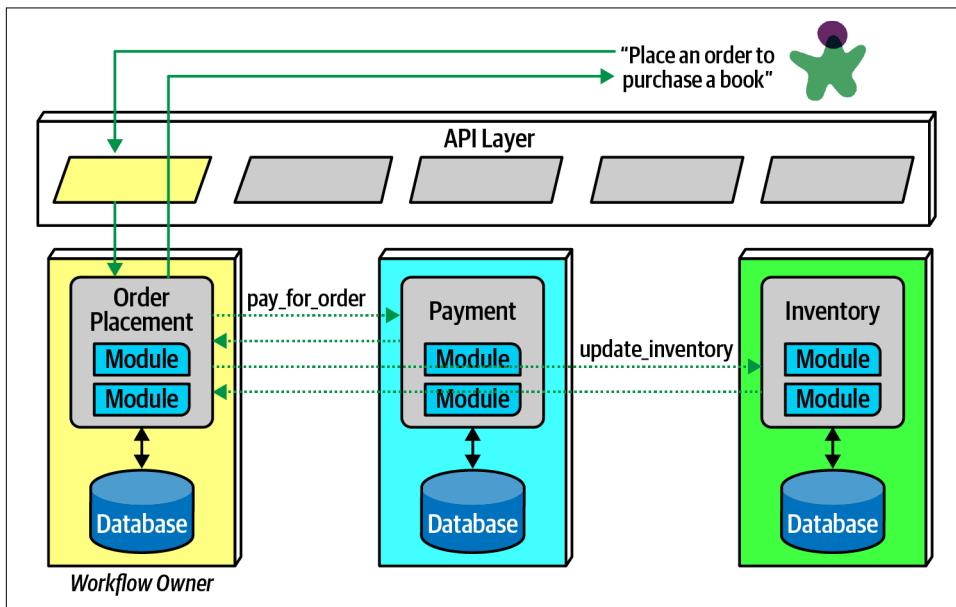 “Place an order to
purchase a book”
API Layer
Order
Placement
Module
Module
Database
Workflow Owner
pay_for_order
Payment
Module
Module
Database
update_inventory
Inventory
Module
Module
Database